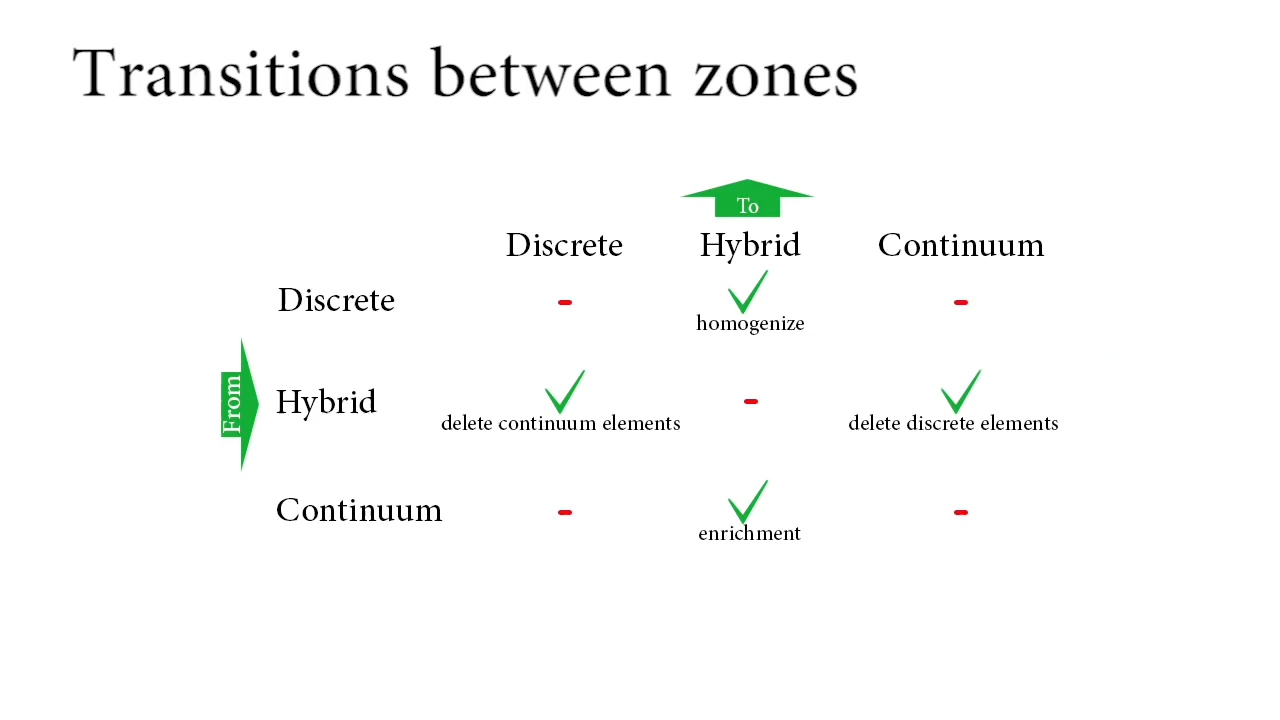 Transitions between zones
To
Discrete Hybrid Continuum
Discrete - -
homogenize
From
Hybrid -
delete continuum elements delete discrete elements
Continuum - -
enrichment